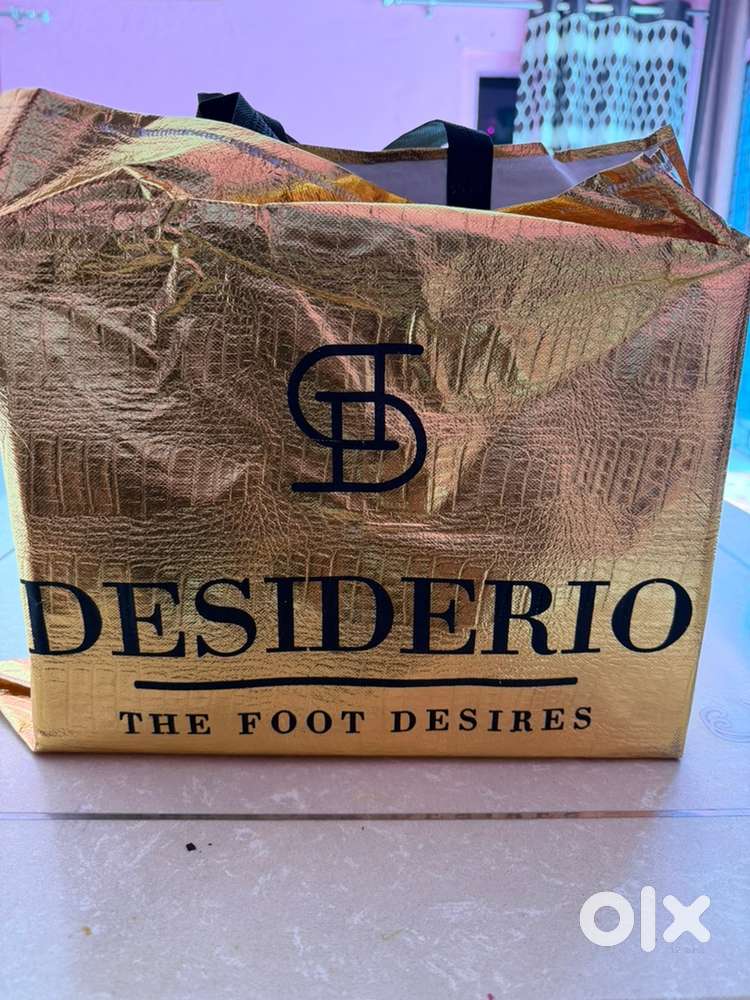 DESIDERIO
THE FOOT DESIRES
olx